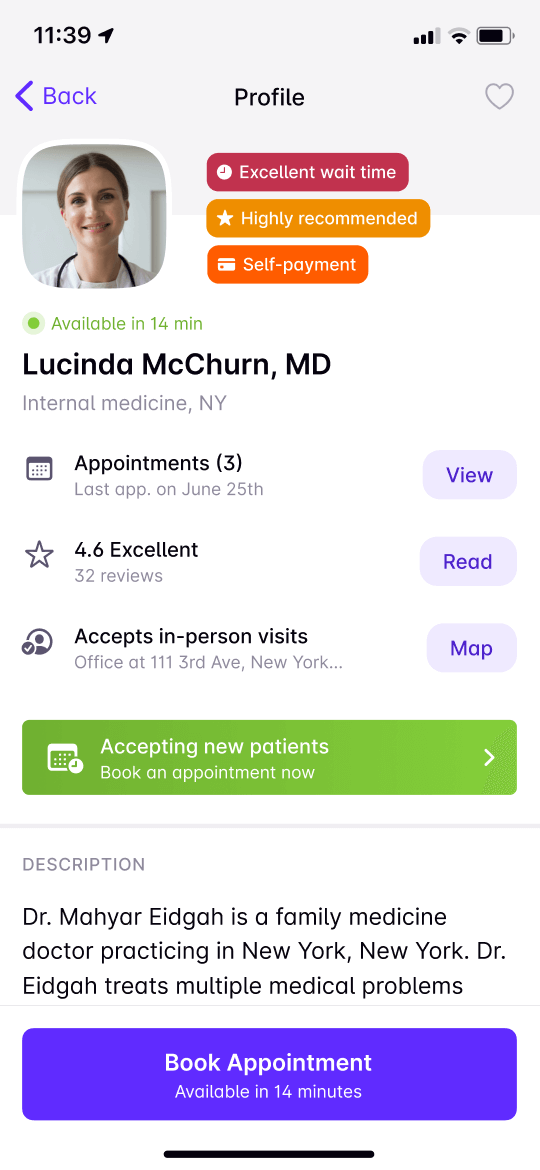 11:39
Back
Profile
Excellent wait time
Highly recommended
Self-payment
Available in 14 min
Lucinda McChurn, MD
Internal medicine, NY
Appointments (3)
Last app. on June 25th
View
4.6 Excellent
32 reviews
Read
Accepts in-person visits
Office at 111 3rd Ave, New York...
Map
Accepting new patients
Book an appointment now
DESCRIPTION
Dr. Mahyar Eidgah is a family medicine
doctor practicing in New York, New York. Dr.
Eidgah treats multiple medical problems
Book Appointment
Available in 14 minutes